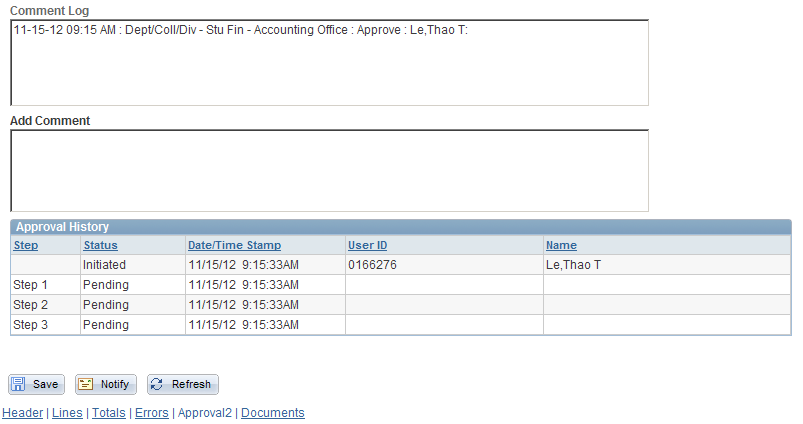 Comment Log
11-15-12 09:15 AM : Dept/Coll/Div - Stu Fin - Accounting Office : Approve : Le,Thao T:
Add Comment
Approval History
Step Status Date/Time Stamp User ID Name
Initiated 11/15/12 9:15:33AM 0166276 Le,Thao T
Step 1 Pending 11/15/12 9:15:33AM
Step 2 Pending 11/15/12 9:15:33AM
Step 3 Pending 11/15/12 9:15:33AM
Save Notify Refresh
Header | Lines | Totals | Errors | Approval2 | Documents